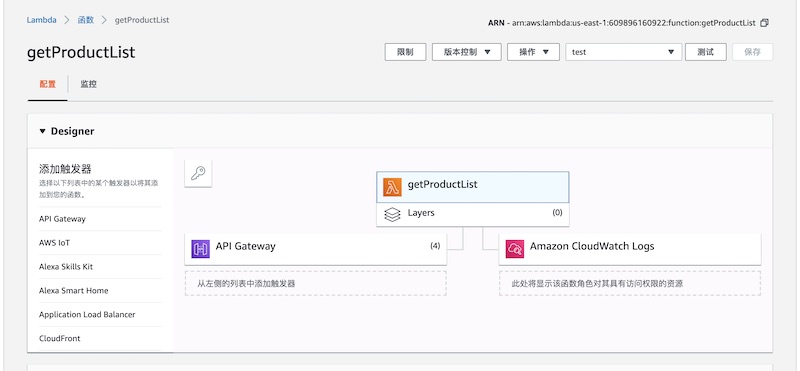 Lambda > 函数 > getProductList
ARN - arn:aws:lambda:us-east-1:609896160922:function:getProductList
getProductList
限制 版本控制 操作 test 测试 保存
配置 监控
Designer
添加触发器
选择以下列表中的某个触发器以将其添
加到您的函数。
API Gateway
AWS IoT
Alexa Skills Kit
Alexa Smart Home
Application Load Balancer
CloudFront
getProductList
Layers (0)
API Gateway (4)
Amazon CloudWatch Logs
从左侧的列表中添加触发器
此处将显示该函数角色对其具有访问权限的资源